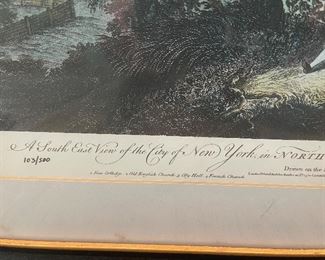 A South East View of the City of New York, in NORTH
103/500
1 New Colledge. 2 Old English Church. 3 City Hall. 4 French Church.
Drawn on the